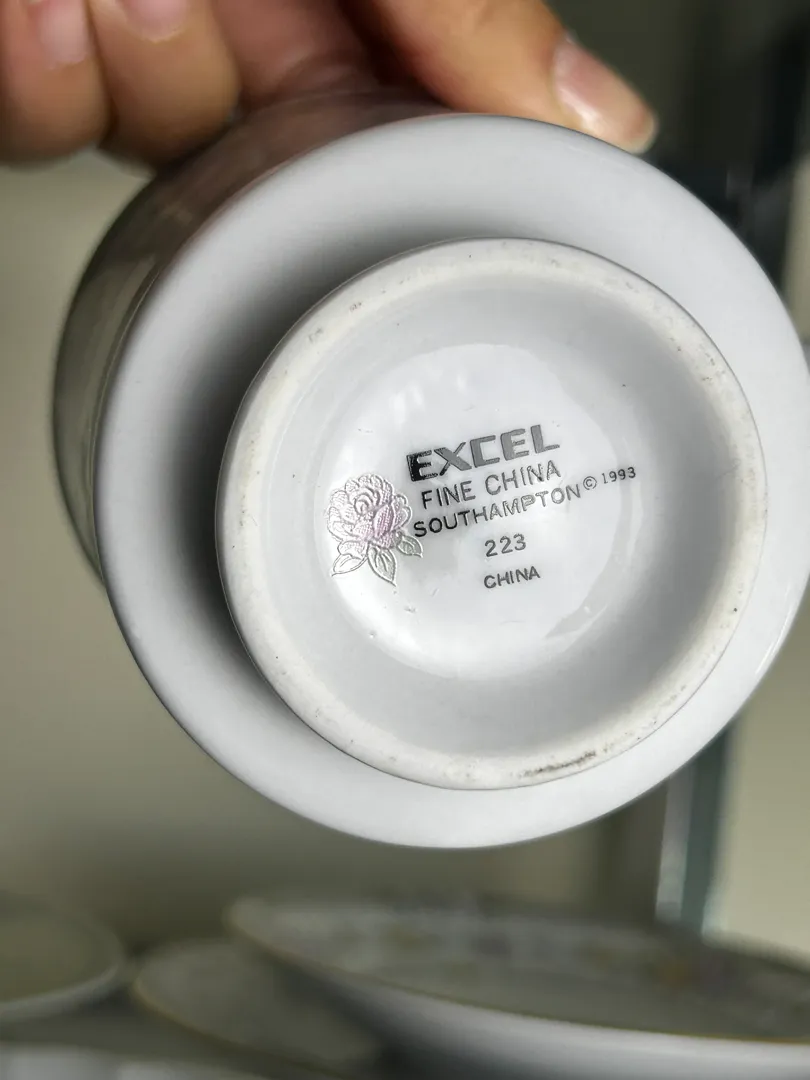 EXCEL
FINE CHINA
SOUTHAMPTON © 1993
223
CHINA